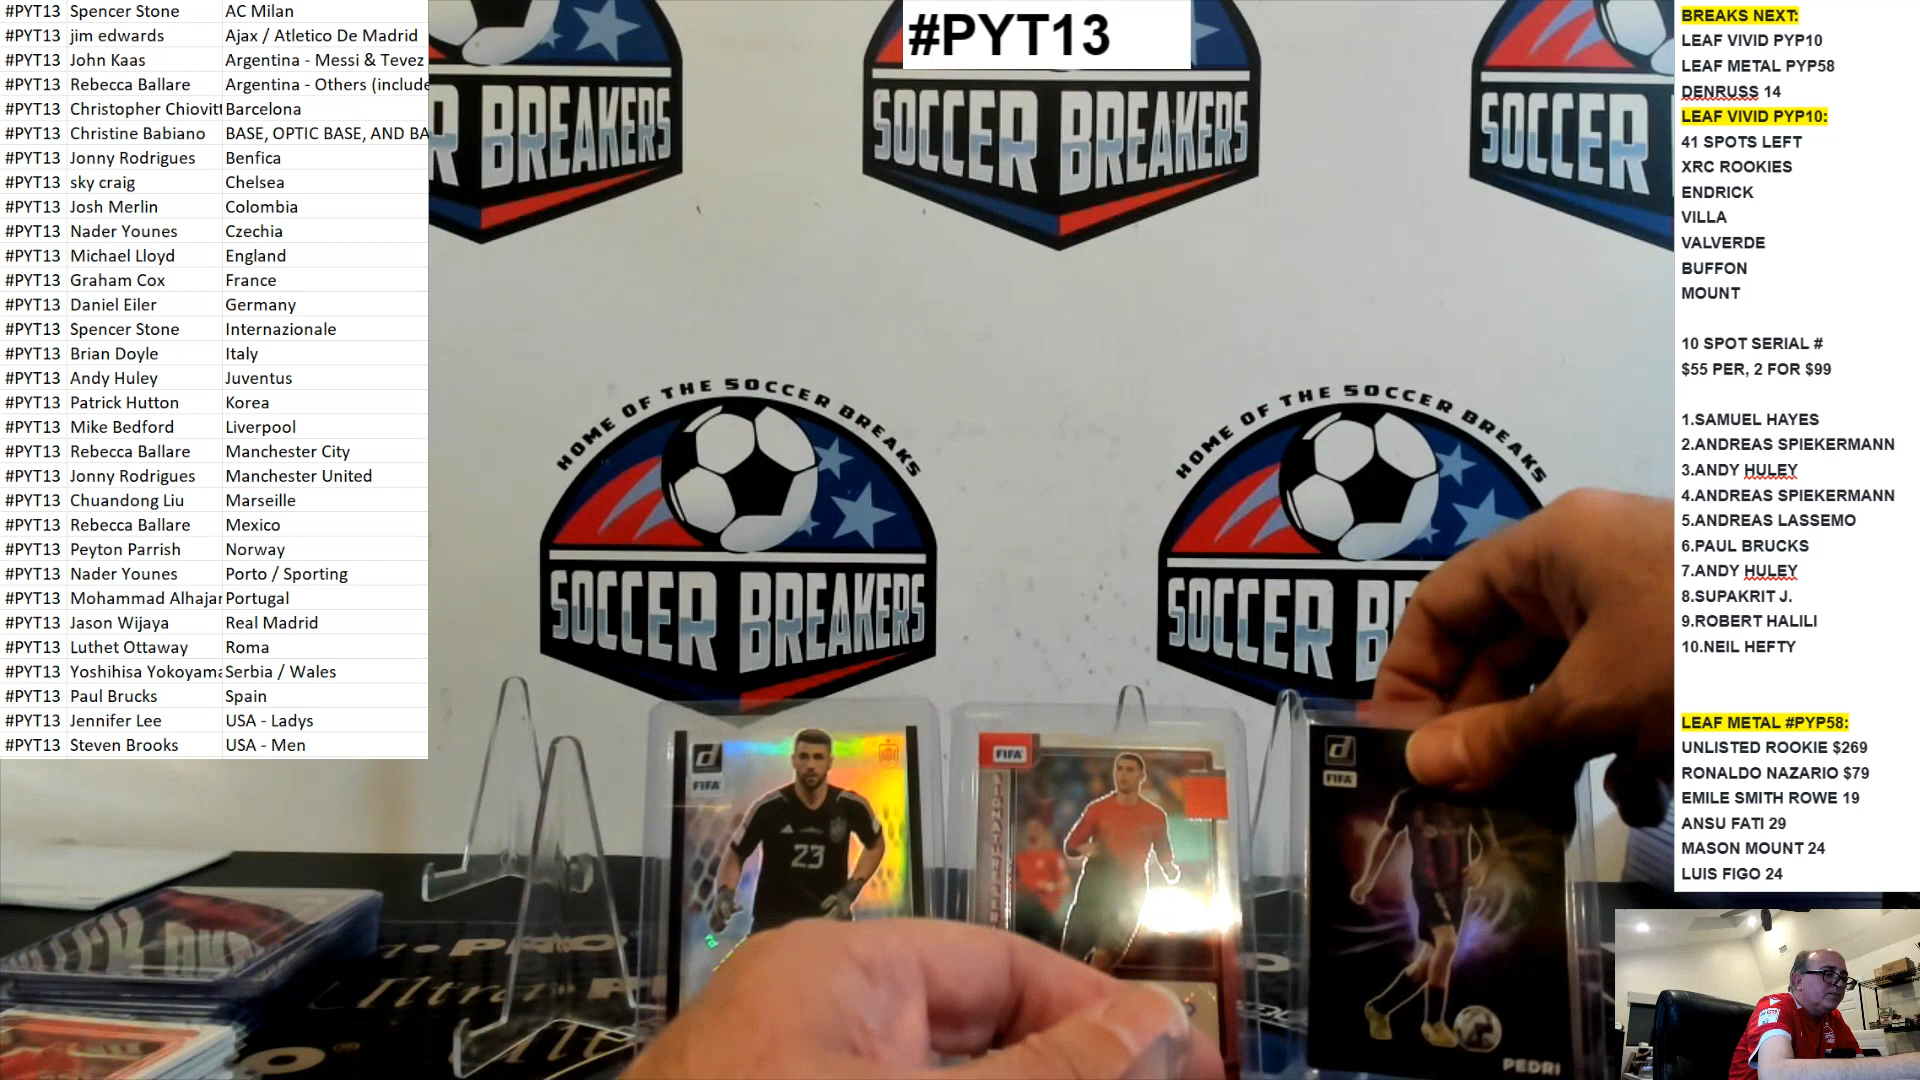 #PYT13 Spencer Stone AC Milan
#PYT13 jim edwards Ajax / Atletico De Madrid
#PYT13 John Kaas Argentina - Messi & Tevez
#PYT13 Rebecca Ballare Argentina - Others (include
#PYT13 Christopher Chiovitt Barcelona
#PYT13 Christine Babiano BASE, OPTIC BASE, AND BA
#PYT13 Jonny Rodrigues Benfica
#PYT13 sky craig Chelsea
#PYT13 Josh Merlin Colombia
#PYT13 Nader Younes Czechia
#PYT13 Michael Lloyd England
#PYT13 Graham Cox France
#PYT13 Daniel Eiler Germany
#PYT13 Spencer Stone Internazionale
#PYT13 Brian Doyle Italy
#PYT13 Andy Huley Juventus
#PYT13 Patrick Hutton Korea
#PYT13 Mike Bedford Liverpool
#PYT13 Rebecca Ballare Manchester City
#PYT13 Jonny Rodrigues Manchester United
#PYT13 Chuandong Liu Marseille
#PYT13 Rebecca Ballare Mexico
#PYT13 Peyton Parrish Norway
#PYT13 Nader Younes Porto / Sporting
#PYT13 Mohammad Alhajar Portugal
#PYT13 Jason Wijaya Real Madrid
#PYT13 Luthet Ottaway Roma
#PYT13 Yoshihisa Yokoyama Serbia / Wales
#PYT13 Paul Brucks Spain
#PYT13 Jennifer Lee USA - Ladys
#PYT13 Steven Brooks USA - Men
#PYT13
R BREAKERS
SOCCER BREAKERS
SOCCER
HOME OF THE SOCCER BREAKS
SOCCER BREAKERS
HOME OF THE SOCCER BREAKS
SOCCER B
FIFA
23
FIFA
FIFA
PEDRI
BREAKS NEXT:
LEAF VIVID PYP10
LEAF METAL PYP58
DENRUSS 14
LEAF VIVID PYP10:
41 SPOTS LEFT
XRC ROOKIES
ENDRICK
VILLA
VALVERDE
BUFFON
MOUNT
10 SPOT SERIAL #
$55 PER, 2 FOR $99
1.SAMUEL HAYES
2.ANDREAS SPIEKERMANN
3.ANDY HULEY
4.ANDREAS SPIEKERMANN
5.ANDREAS LASSEMO
6.PAUL BRUCKS
7.ANDY HULEY
8.SUPAKRIT J.
9.ROBERT HALILI
10.NEIL HEFTY
LEAF METAL #PYP58:
UNLISTED ROOKIE $269
RONALDO NAZARIO $79
EMILE SMITH ROWE 19
ANSU FATI 29
MASON MOUNT 24
LUIS FIGO 24